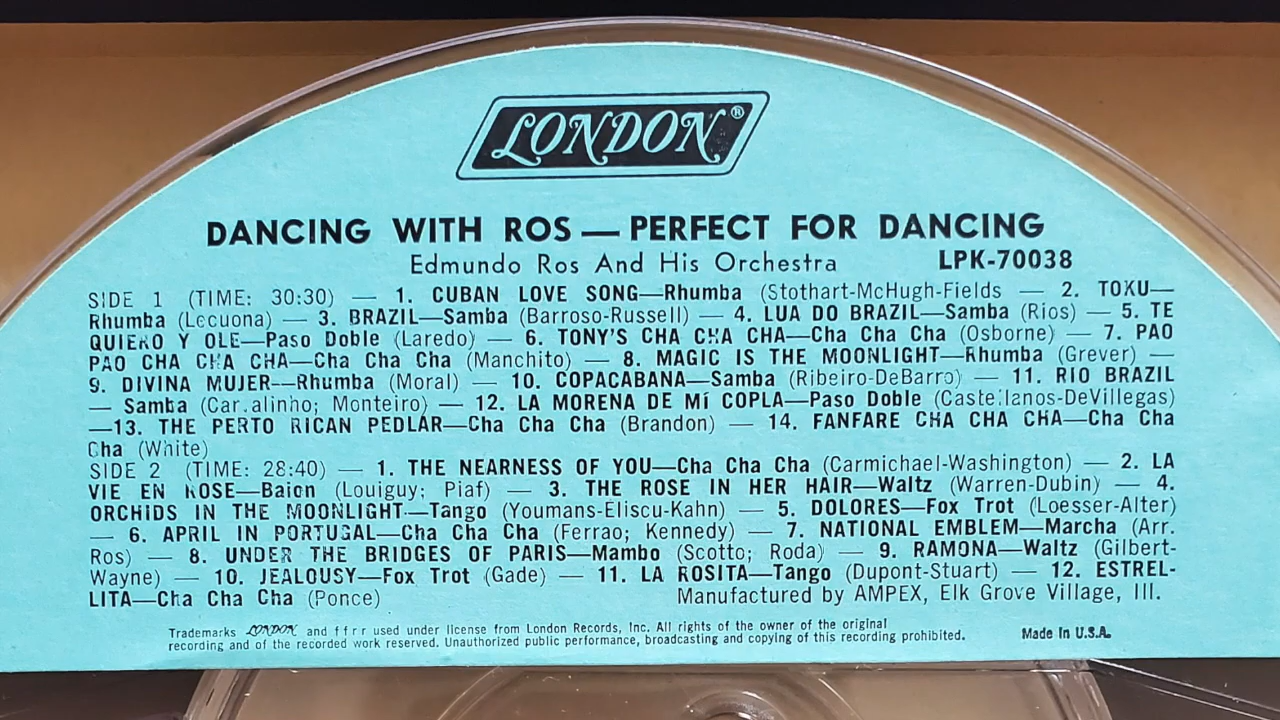 LONDON®
DANCING WITH ROS — PERFECT FOR DANCING
Edmundo Ros And His Orchestra LPK-70038
SIDE 1 (TIME: 30:30) — 1. CUBAN LOVE SONG—Rhumba (Stothart-McHugh-Fields — 2. TOKU—
Rhumba (Lecuona) — 3. BRAZIL—Samba (Barroso-Russell) — 4. LUA DO BRAZIL—Samba (Rios) — 5. TE
QUIERO Y OLE—Paso Doble (Laredo) — 6. TONY'S CHA CHA CHA—Cha Cha Cha (Osborne) — 7. PAO
PAO CHA CHA CHA—Cha Cha Cha (Manchito) — 8. MAGIC IS THE MOONLIGHT—Rhumba (Grever) —
9. DIVINA MUJER—Rhumba (Moral) — 10. COPACABANA—Samba (Ribeiro-DeBarro) — 11. RIO BRAZIL
— Samba (Carvalinho; Monteiro) — 12. LA MORENA DE MÍ COPLA—Paso Doble (Castellanos-DeVillegas)
—13. THE PERTO RICAN PEDLAR—Cha Cha Cha (Brandon) — 14. FANFARE CHA CHA CHA—Cha Cha
Cha (White)
SIDE 2 (TIME: 28:40) — 1. THE NEARNESS OF YOU—Cha Cha Cha (Carmichael-Washington) — 2. LA
VIE EN ROSE—Baion (Louiguy; Piaf) — 3. THE ROSE IN HER HAIR—Waltz (Warren-Dubin) — 4.
ORCHIDS IN THE MOONLIGHT—Tango (Youmans-Eliscu-Kahn) — 5. DOLORES—Fox Trot (Loesser-Alter)
— 6. APRIL IN PORTUGAL—Cha Cha Cha (Ferrao; Kennedy) — 7. NATIONAL EMBLEM—Marcha (Arr.
Ros) — 8. UNDER THE BRIDGES OF PARIS—Mambo (Scotto; Roda) — 9. RAMONA—Waltz (Gilbert-
Wayne) — 10. JEALOUSY—Fox Trot (Gade) — 11. LA ROSITA—Tango (Dupont-Stuart) — 12. ESTREL-
LITA—Cha Cha Cha (Ponce) Manufactured by AMPEX, Elk Grove Village, Ill.
Trademarks LONDON and ffrr used under license from London Records, Inc. All rights of the owner of the original
recording and of the recorded work reserved. Unauthorized public performance, broadcasting and copying of this recording prohibited. Made In U.S.A.